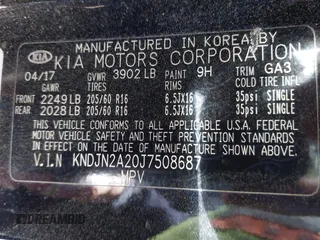 MANUFACTURED IN KOREA BY
KIA KIA MOTORS CORPORATION
04/17 GVWR 3902 LB PAINT 9H TRIM GA3
GAWR TIRES RIMS COLD TIRE INFL
FRONT 2249 LB 205/60 R16 6.5JX16 35psi SINGLE
REAR 2028 LB 205/60 R16 6.5JX16 35psi SINGLE
THIS VEHICLE CONFORMS TO ALL APPLICABLE
U.S.A. FEDERAL MOTOR VEHICLE SAFETY STANDARDS
IN EFFECT ON THE DATE OF MANUFACTURE SHOWN ABOVE.
V.I.N KNDJN2A20J7508687
MPV
© IDREAMBID